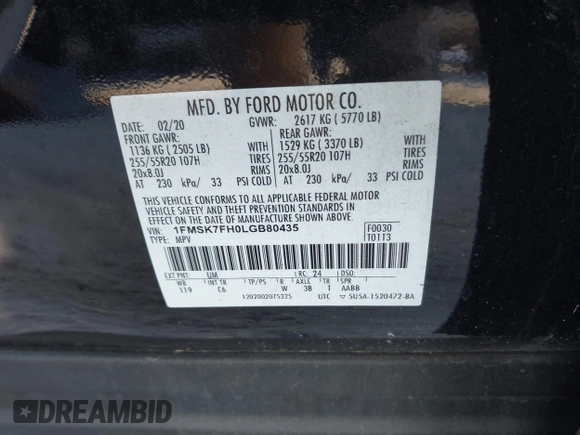 MFD. BY FORD MOTOR CO.
DATE: 02/20 GVWR: 2617 KG ( 5770 LB)
FRONT GAWR: REAR GAWR:
1136 KG ( 2505 LB) 1529 KG ( 3370 LB)
255/55R20 107H TIRES 255/55R20 107H TIRES
20x8.0J RIMS 20x8.0J RIMS
AT 230 kPa/ 33 PSI COLD AT 230 kPa/ 33 PSI COLD
THIS VEHICLE CONFORMS TO ALL APPLICABLE FEDERAL MOTOR
VEHICLE SAFETY AND THEFT PREVENTION STANDARDS IN
EFFECT ON THE DATE OF MANUFACTURE SHOWN ABOVE.
VIN: 1FMSK7FH0LGB80435 F0030
TYPE: MPV T0113
EXT PNT: UM RC: 24 DSO:
WB INT TR TP/PS R AXLE TR SPR
119 C6 W 3B 1 AABB
1202002075325 UTC ▽ 5U5A-1520472-BA
DREAMBID